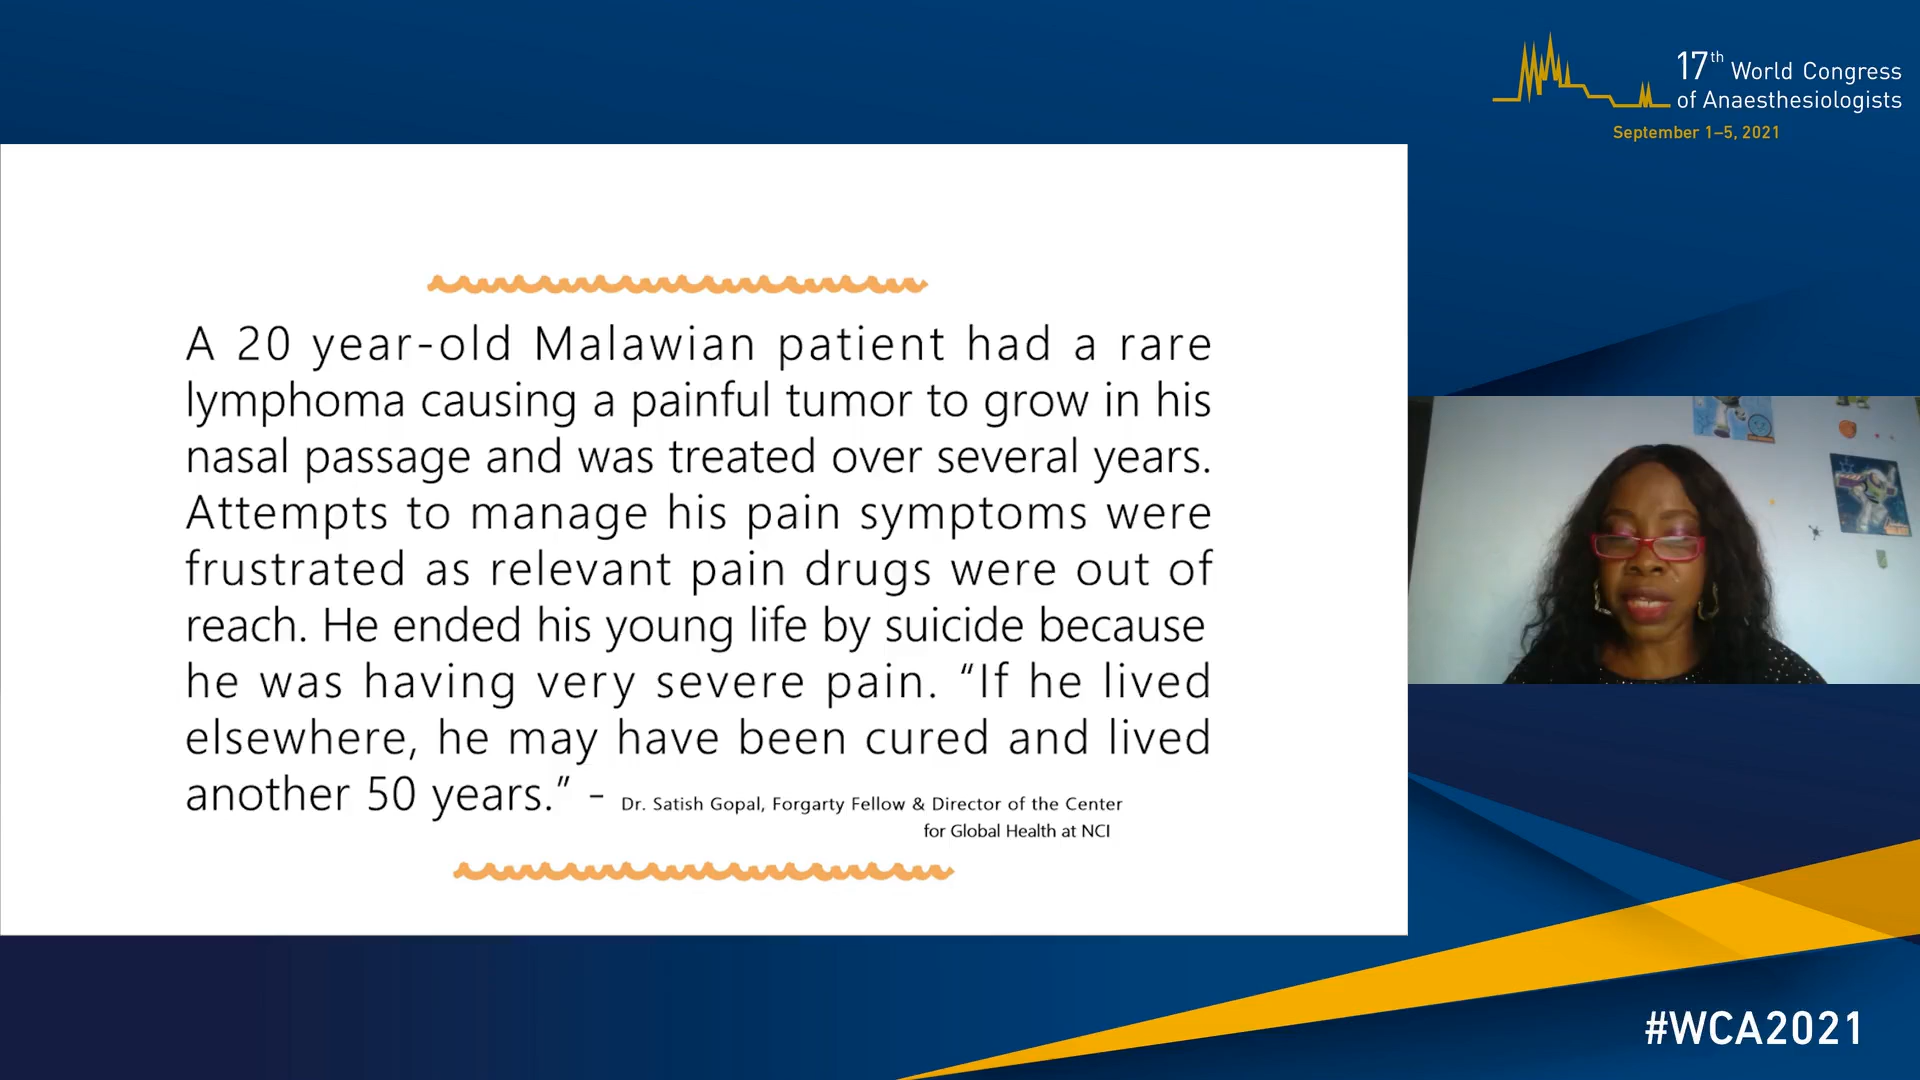 17th World Congress
of Anaesthesiologists
September 1–5, 2021
A 20 year-old Malawian patient had a rare
lymphoma causing a painful tumor to grow in his
nasal passage and was treated over several years.
Attempts to manage his pain symptoms were
frustrated as relevant pain drugs were out of
reach. He ended his young life by suicide because
he was having very severe pain. “If he lived
elsewhere, he may have been cured and lived
another 50 years.” - Dr. Satish Gopal, Forgarty Fellow & Director of the Center
for Global Health at NCI
#WCA2021